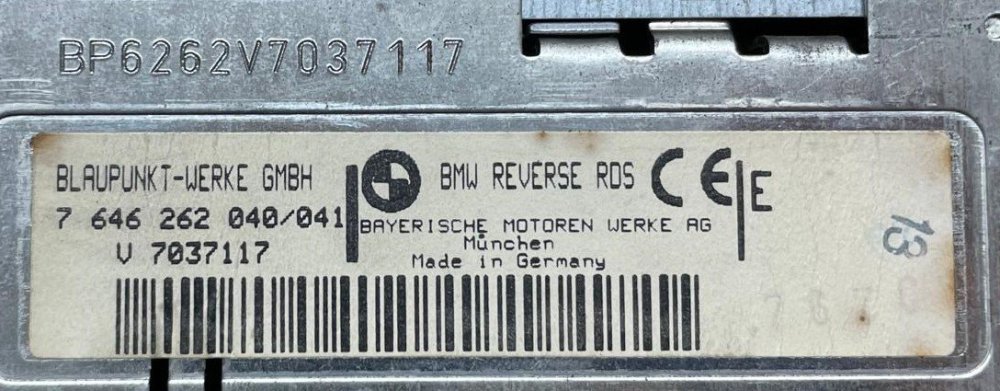 BP6262V7037117
BLAUPUNKT-WERKE GMBH
7 646 262 040/041
V 7037117
BMW REVERSE RDS
CE
E
BAYERISCHE MOTOREN WERKE AG
München
Made in Germany
13